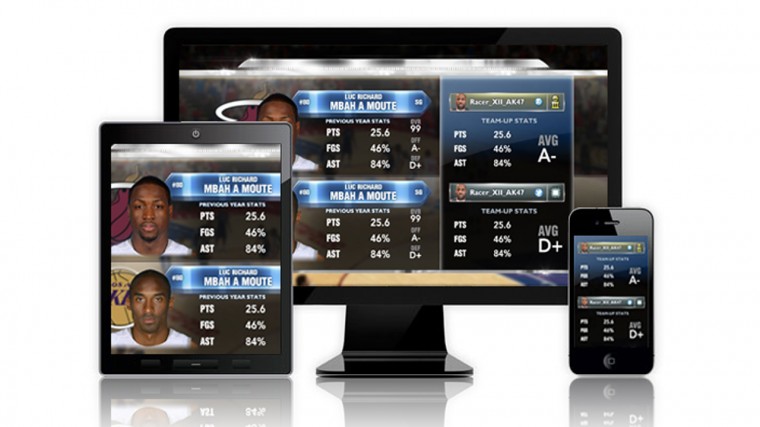 #00
LUC RICHARD
MBAH A MOUTE
PREVIOUS YEAR STATS
PTS 25.6
FGS 46%
AST 84%
LUC RICHARD
MBAH A MOUTE
PREVIOUS YEAR STATS
PTS 25.6
FGS 46%
AST 84%
LUC RICHARD
MBAH A MOUTE
SG
PREVIOUS YEAR STATS
OVR
99
OFF
A-
DEF
D+
PTS 25.6
FGS 46%
AST 84%
#00
LUC RICHARD
MBAH A MOUTE
SG
PREVIOUS YEAR STATS
OVR
99
OFF
A-
DEF
D+
PTS 25.6
FGS 46%
AST 84%
Racer_XII_AK47
TEAM-UP STATS
PTS 25.6
FGS 46%
AST 84%
AVG
A-
Racer_XII_AK47
TEAM-UP STATS
PTS 25.6
FGS 46%
AST 84%
AVG
D+
Racer_XII_AK47
TEAM-UP STATS
PTS 25.6
FGS 46%
AST 84%
AVG
A-
Racer_XII_AK47
TEAM-UP STATS
PTS 25.6
FGS 46%
AST 84%
AVG
D+